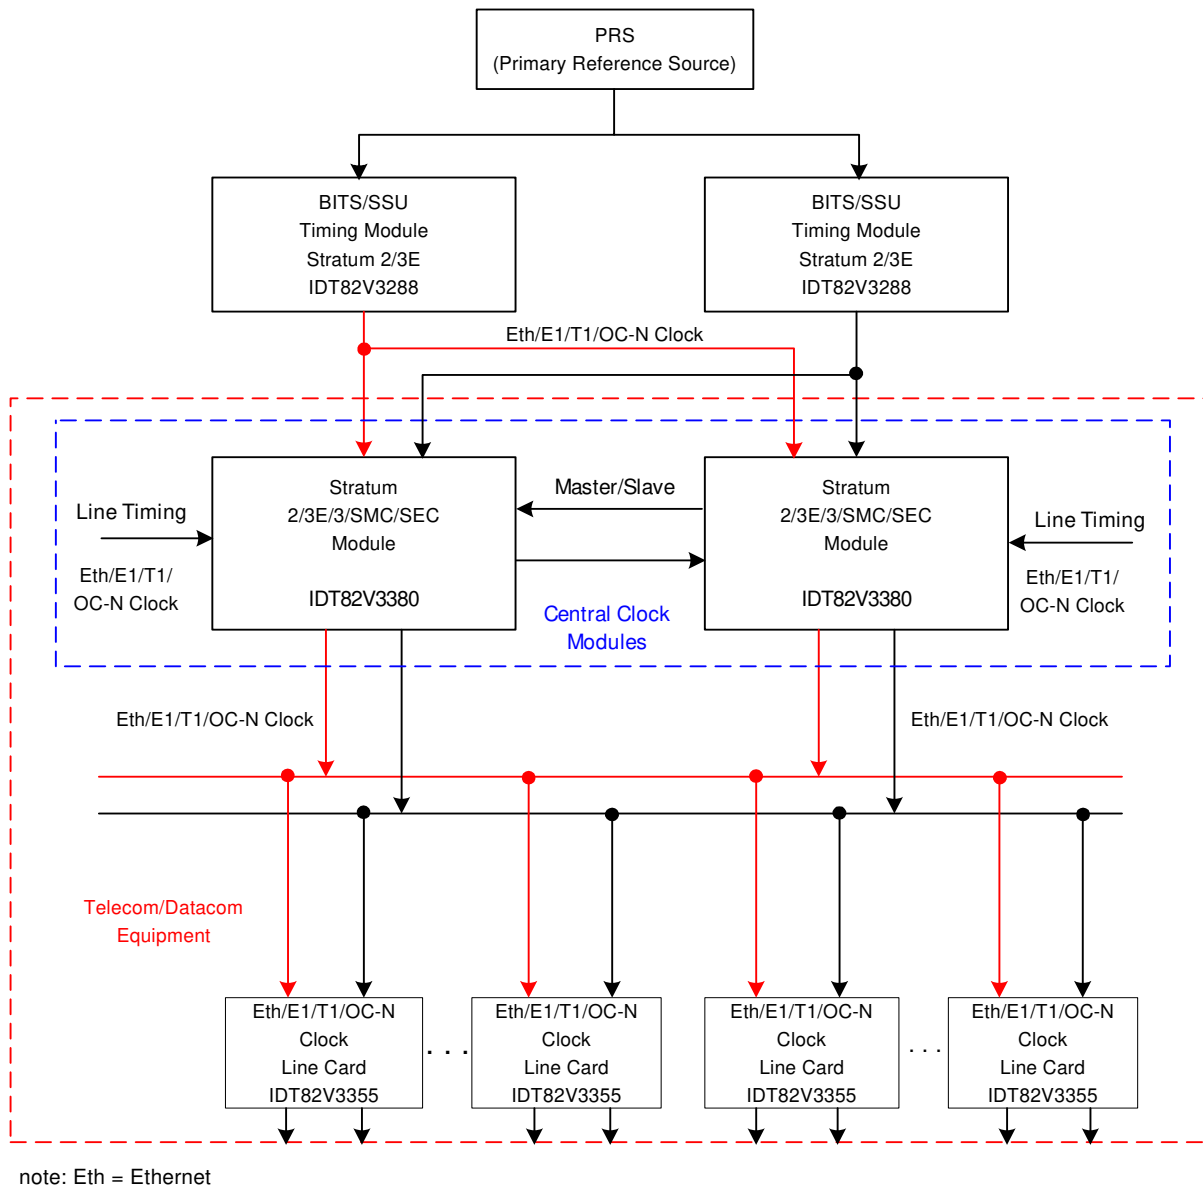 PRS
(Primary Reference Source)
BITS/SSU
Timing Module
Stratum 2/3E
IDT82V3288
BITS/SSU
Timing Module
Stratum 2/3E
IDT82V3288
Eth/E1/T1/OC-N Clock
Line Timing
Eth/E1/T1/
OC-N Clock
Stratum
2/3E/3/SMC/SEC
Module
IDT82V3380
Master/Slave
Central Clock
Modules
Stratum
2/3E/3/SMC/SEC
Module
IDT82V3380
Line Timing
Eth/E1/T1/
OC-N Clock
Eth/E1/T1/OC-N Clock
Eth/E1/T1/OC-N Clock
Telecom/Datacom
Equipment
Eth/E1/T1/OC-N
Clock
Line Card
IDT82V3355
. . .
Eth/E1/T1/OC-N
Clock
Line Card
IDT82V3355
Eth/E1/T1/OC-N
Clock
Line Card
IDT82V3355
. . .
Eth/E1/T1/OC-N
Clock
Line Card
IDT82V3355
note: Eth = Ethernet